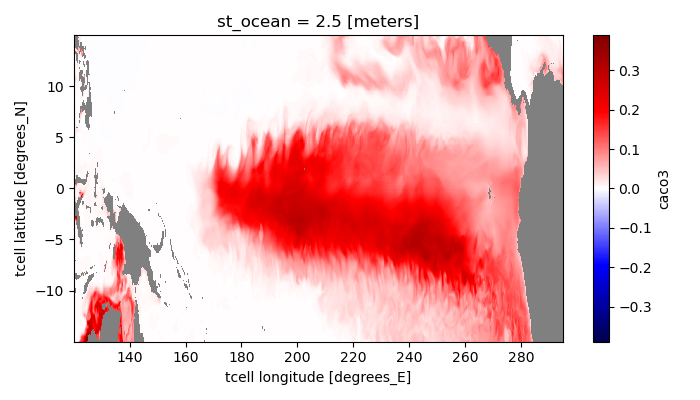 st_ocean = 2.5 [meters]
10
5
0
−5
−10
tcell latitude [degrees_N]
140 160 180 200 220 240 260 280
tcell longitude [degrees_E]
0.3
0.2
0.1
0.0
−0.1
−0.2
−0.3
caco3